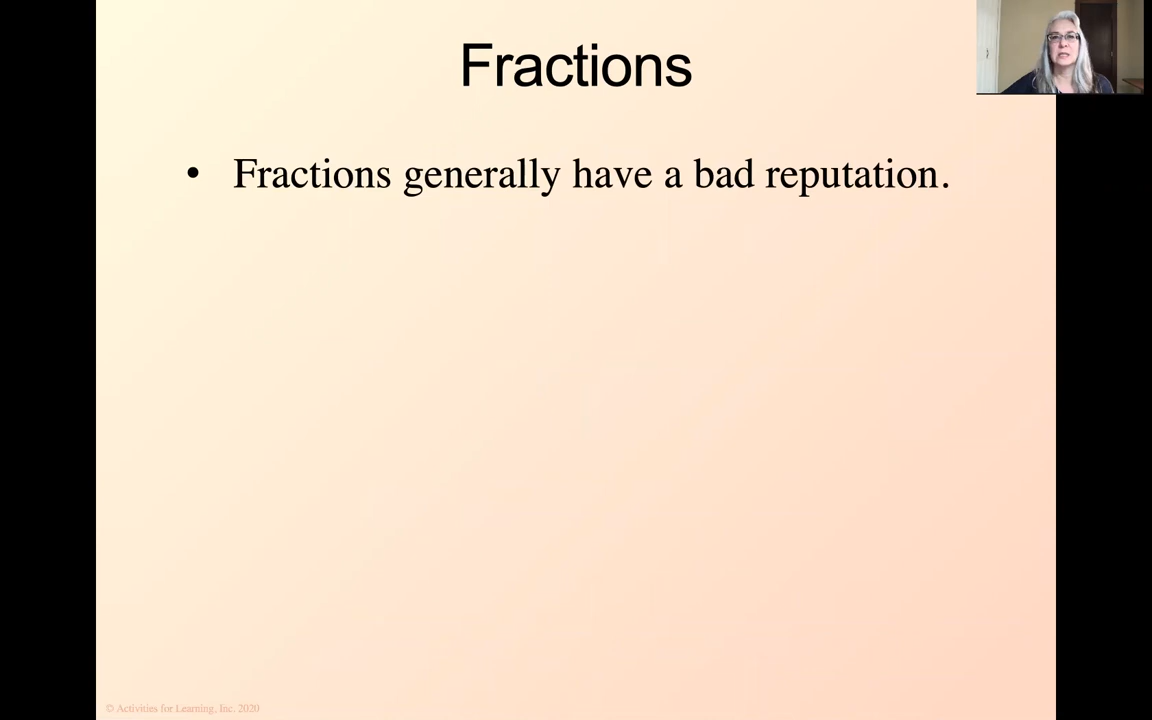 Fractions
• Fractions generally have a bad reputation.
© Activities for Learning, Inc. 2020